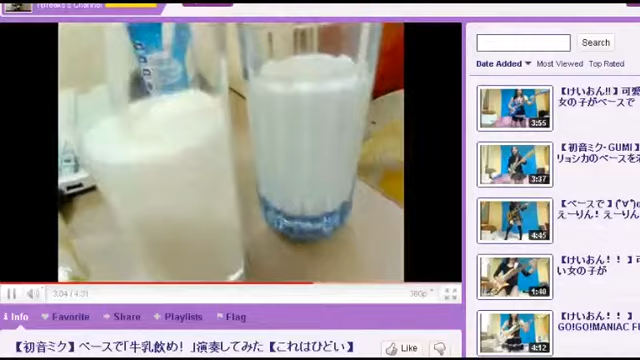 Search
Date Added ▼ Most Viewed Top Rated
【けいおん!!】可愛
女の子がベースで
3:55
【初音ミク・GUMI】
リョシカのベースを
3:37
【ベースで】(*'∀')o
えーりん! えーりん
4:45
【けいおん!!】可
い女の子が
1:40
【けいおん!!】
GO!GO!MANIAC
4:12
3:04 / 4:31
360p
Info Favorite Share Playlists Flag
【初音ミク】ベースで「牛乳飲め!」演奏してみた【これはひどい】
Like